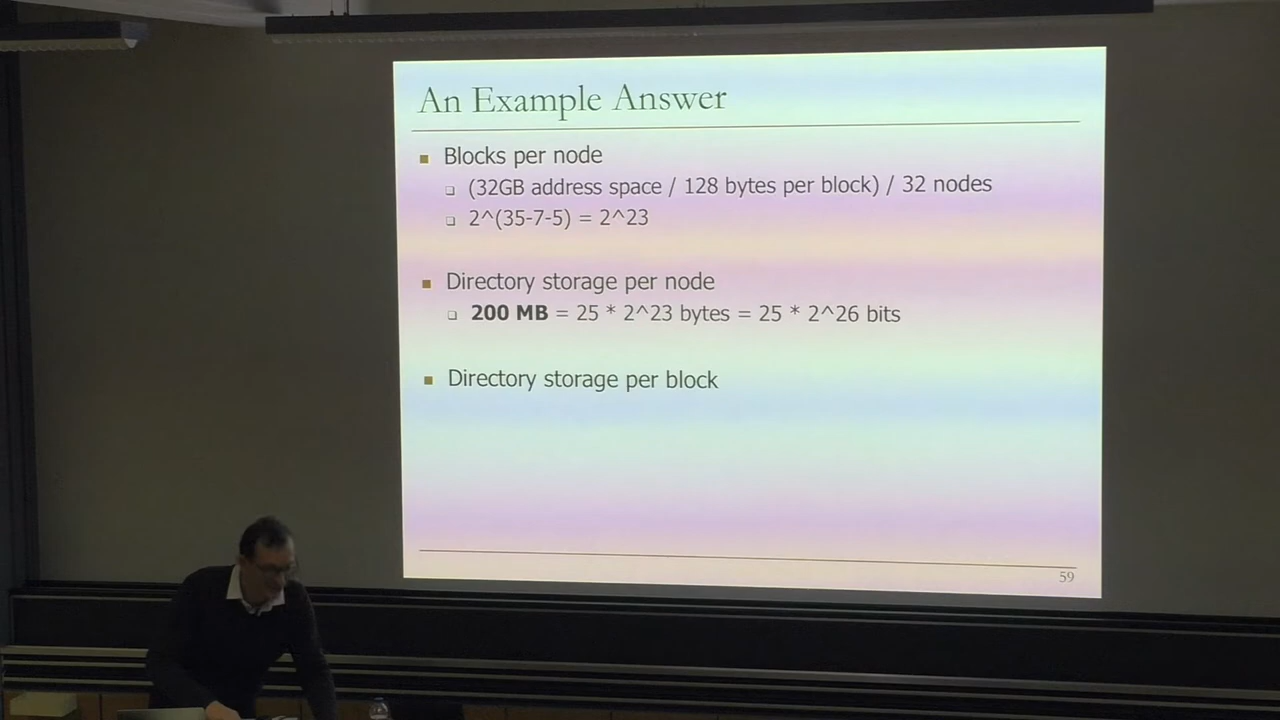 An Example Answer
Blocks per node
(32GB address space / 128 bytes per block) / 32 nodes
2^(35-7-5) = 2^23
Directory storage per node
200 MB = 25 * 2^23 bytes = 25 * 2^26 bits
Directory storage per block
59